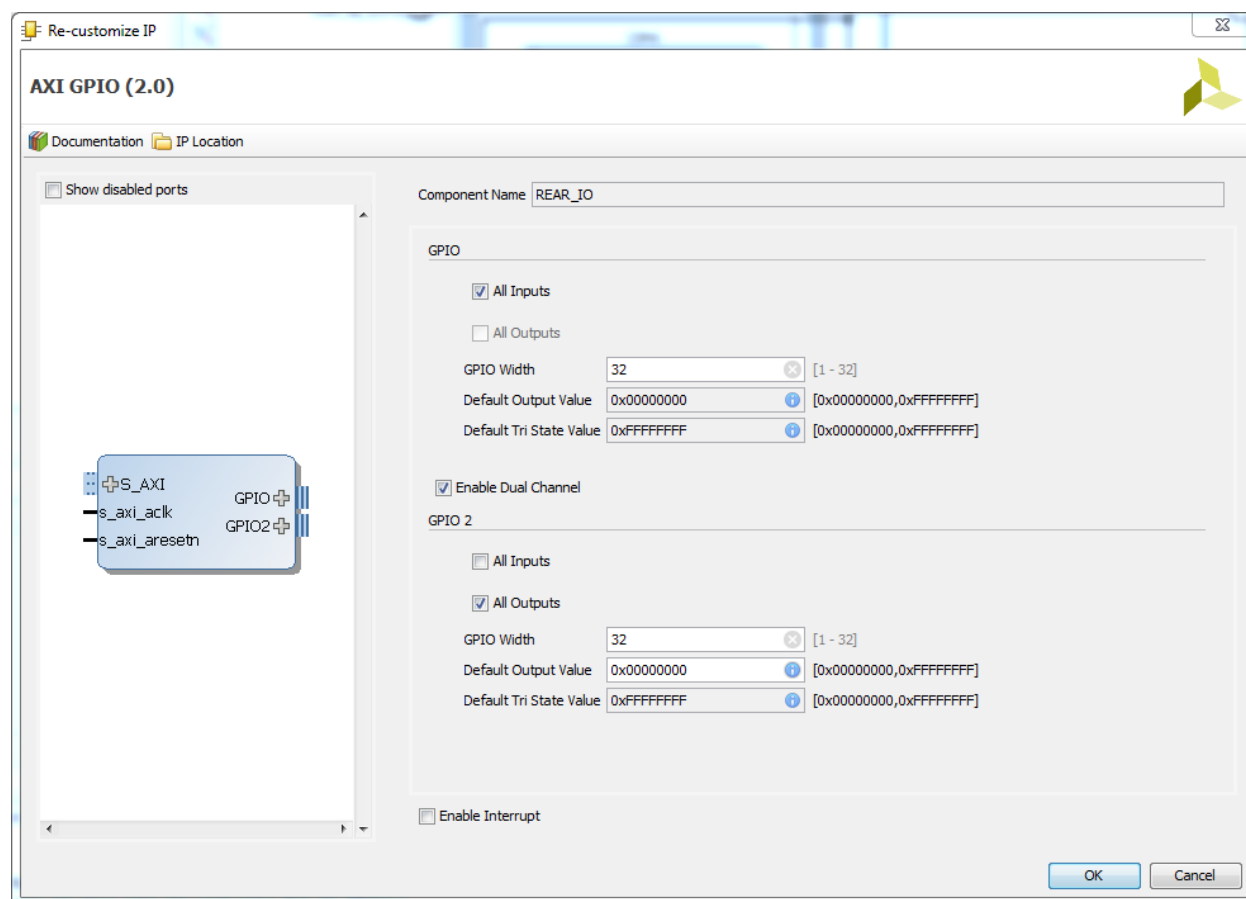 Re-customize IP
AXI GPIO (2.0)
Documentation IP Location
Show disabled ports
S_AXI
s_axi_aclk
s_axi_aresetn
GPIO
GPIO2
Component Name REAR_IO
GPIO
All Inputs
All Outputs
GPIO Width 32 [1 - 32]
Default Output Value 0x00000000 [0x00000000,0xFFFFFFFF]
Default Tri State Value 0xFFFFFFFF [0x00000000,0xFFFFFFFF]
Enable Dual Channel
GPIO 2
All Inputs
All Outputs
GPIO Width 32 [1 - 32]
Default Output Value 0x00000000 [0x00000000,0xFFFFFFFF]
Default Tri State Value 0xFFFFFFFF [0x00000000,0xFFFFFFFF]
Enable Interrupt
OK Cancel